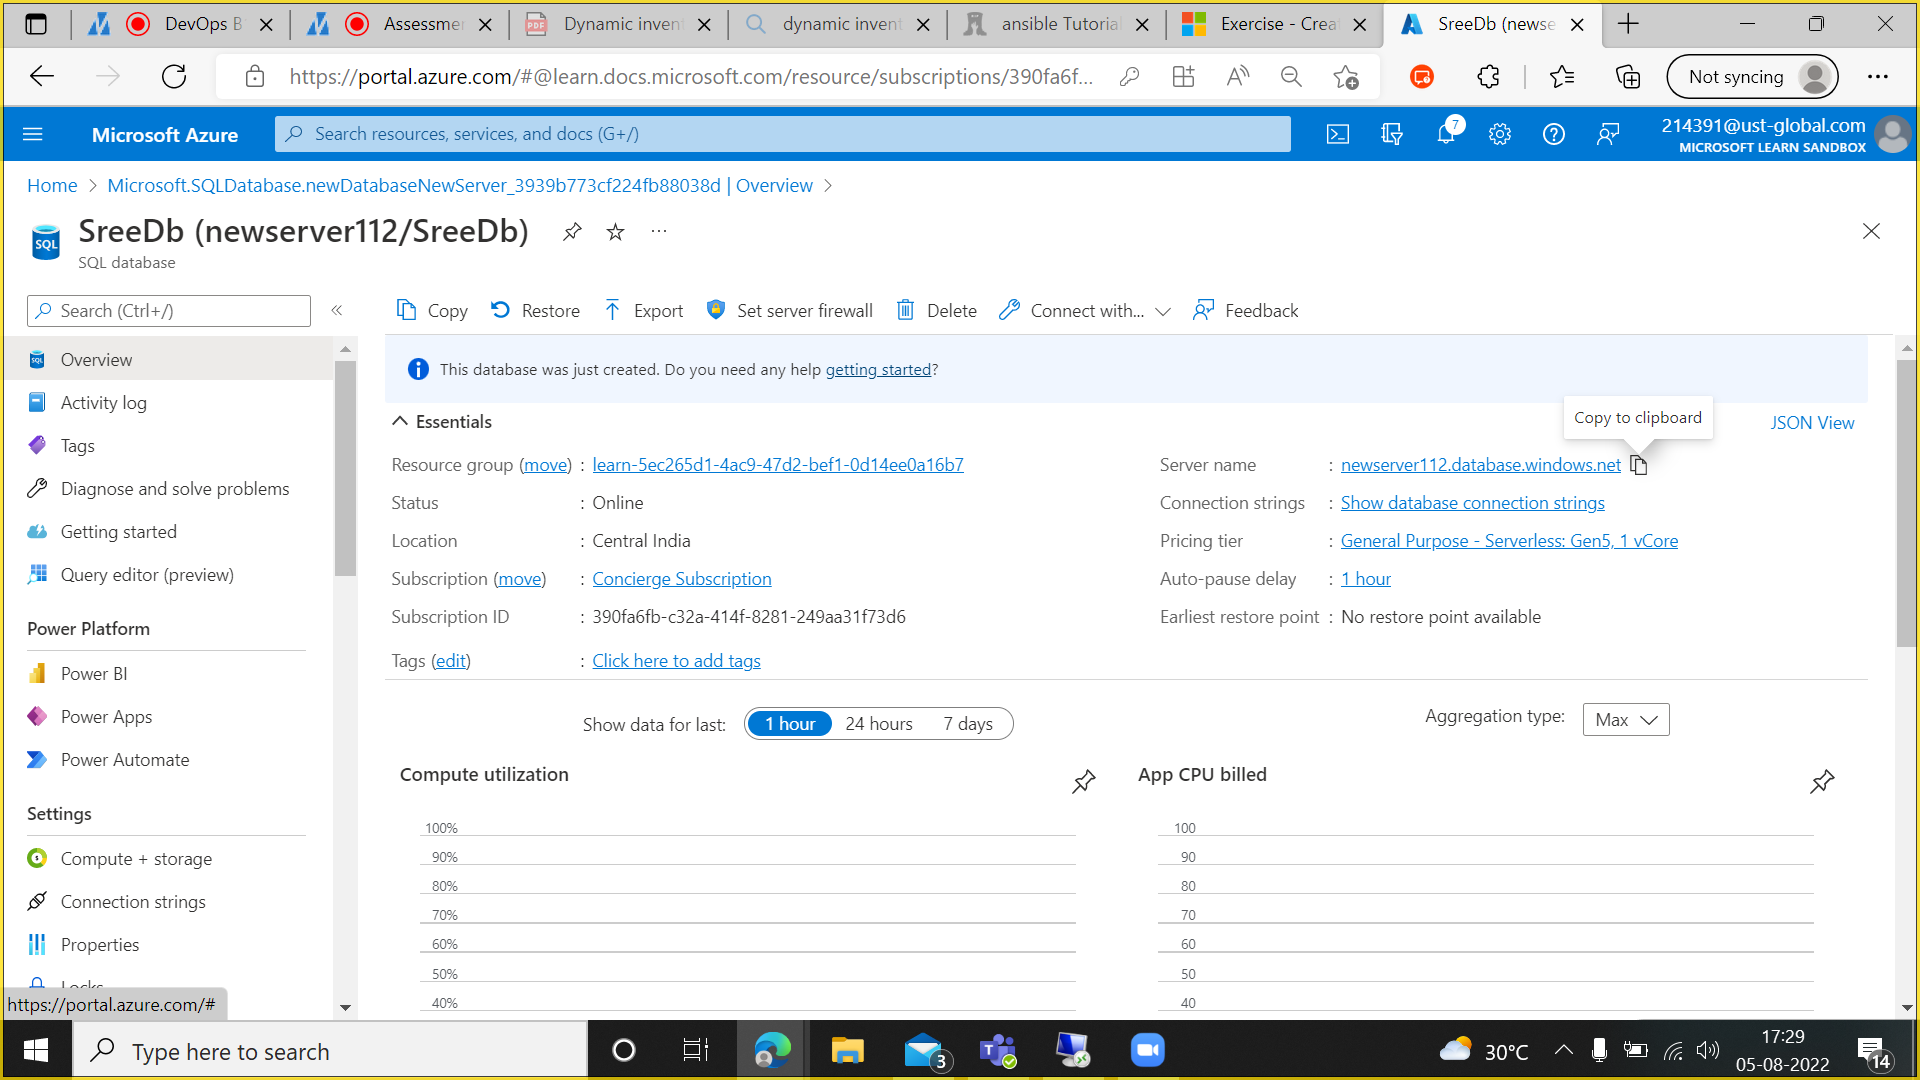 DevOps B
Assessmen
Dynamic invent
dynamic invent
ansible Tutorial
Exercise - Crea
SreeDb (newse
https://portal.azure.com/#@learn.docs.microsoft.com/resource/subscriptions/390fa6f...
Not syncing
Microsoft Azure
Search resources, services, and docs (G+/)
7
214391@ust-global.com
MICROSOFT LEARN SANDBOX
Home > Microsoft.SQLDatabase.newDatabaseNewServer_3939b773cf224fb88038d | Overview >
SQL
SreeDb (newserver112/SreeDb)
SQL database
Search (Ctrl+/)
Copy
Restore
Export
Set server firewall
Delete
Connect with...
Feedback
Overview
Activity log
Tags
Diagnose and solve problems
Getting started
Query editor (preview)
Power Platform
Power BI
Power Apps
Power Automate
Settings
Compute + storage
Connection strings
Properties
Locks
https://portal.azure.com/#
This database was just created. Do you need any help getting started?
Essentials
Copy to clipboard
JSON View
Resource group (move) : learn-5ec265d1-4ac9-47d2-bef1-0d14ee0a16b7
Status : Online
Location : Central India
Subscription (move) : Concierge Subscription
Subscription ID : 390fa6fb-c32a-414f-8281-249aa31f73d6
Tags (edit) : Click here to add tags
Server name : newserver112.database.windows.net
Connection strings : Show database connection strings
Pricing tier : General Purpose - Serverless: Gen5, 1 vCore
Auto-pause delay : 1 hour
Earliest restore point : No restore point available
Show data for last: 1 hour 24 hours 7 days
Aggregation type: Max
Compute utilization
100%
90%
80%
70%
60%
50%
40%
App CPU billed
100
90
80
70
60
50
40
Type here to search
3
30°C
17:29
05-08-2022
14